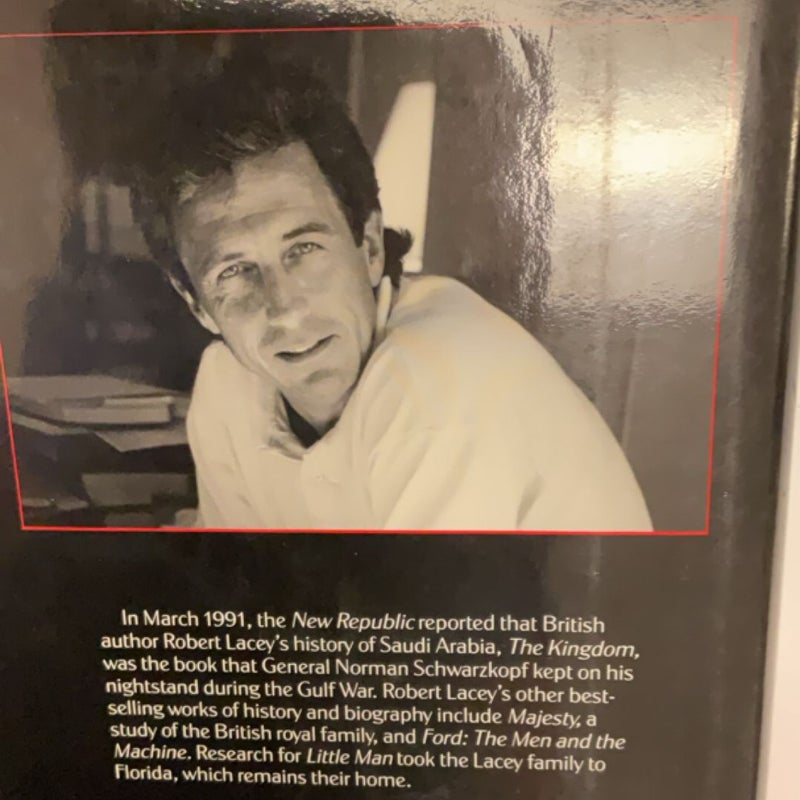 In March 1991, the New Republic reported that British
author Robert Lacey's history of Saudi Arabia, The Kingdom,
was the book that General Norman Schwarzkopf kept on his
nightstand during the Gulf War. Robert Lacey's other best-
selling works of history and biography include Majesty, a
study of the British royal family, and Ford: The Men and the
Machine. Research for Little Man took the Lacey family to
Florida, which remains their home.